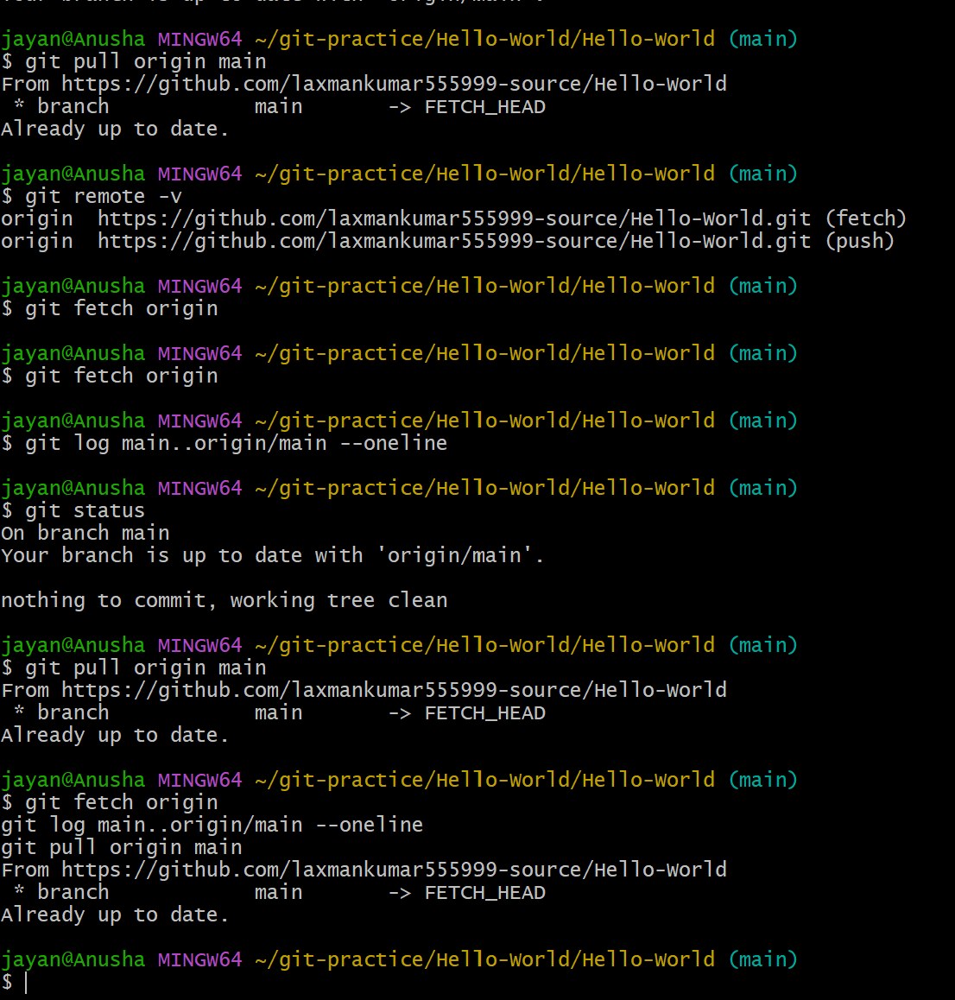 Your branch is up to date with 'origin/main'.
jayan@Anusha MINGW64 ~/git-practice/Hello-World/Hello-World (main)
$ git pull origin main
From https://github.com/laxmankumar555999-source/Hello-World
 * branch            main       -> FETCH_HEAD
Already up to date.
jayan@Anusha MINGW64 ~/git-practice/Hello-World/Hello-World (main)
$ git remote -v
origin  https://github.com/laxmankumar555999-source/Hello-World.git (fetch)
origin  https://github.com/laxmankumar555999-source/Hello-World.git (push)
jayan@Anusha MINGW64 ~/git-practice/Hello-World/Hello-World (main)
$ git fetch origin
jayan@Anusha MINGW64 ~/git-practice/Hello-World/Hello-World (main)
$ git fetch origin
jayan@Anusha MINGW64 ~/git-practice/Hello-World/Hello-World (main)
$ git log main..origin/main --oneline
jayan@Anusha MINGW64 ~/git-practice/Hello-World/Hello-World (main)
$ git status
On branch main
Your branch is up to date with 'origin/main'.
nothing to commit, working tree clean
jayan@Anusha MINGW64 ~/git-practice/Hello-World/Hello-World (main)
$ git pull origin main
From https://github.com/laxmankumar555999-source/Hello-World
 * branch            main       -> FETCH_HEAD
Already up to date.
jayan@Anusha MINGW64 ~/git-practice/Hello-World/Hello-World (main)
$ git fetch origin
git log main..origin/main --oneline
git pull origin main
From https://github.com/laxmankumar555999-source/Hello-World
 * branch            main       -> FETCH_HEAD
Already up to date.
jayan@Anusha MINGW64 ~/git-practice/Hello-World/Hello-World (main)
$